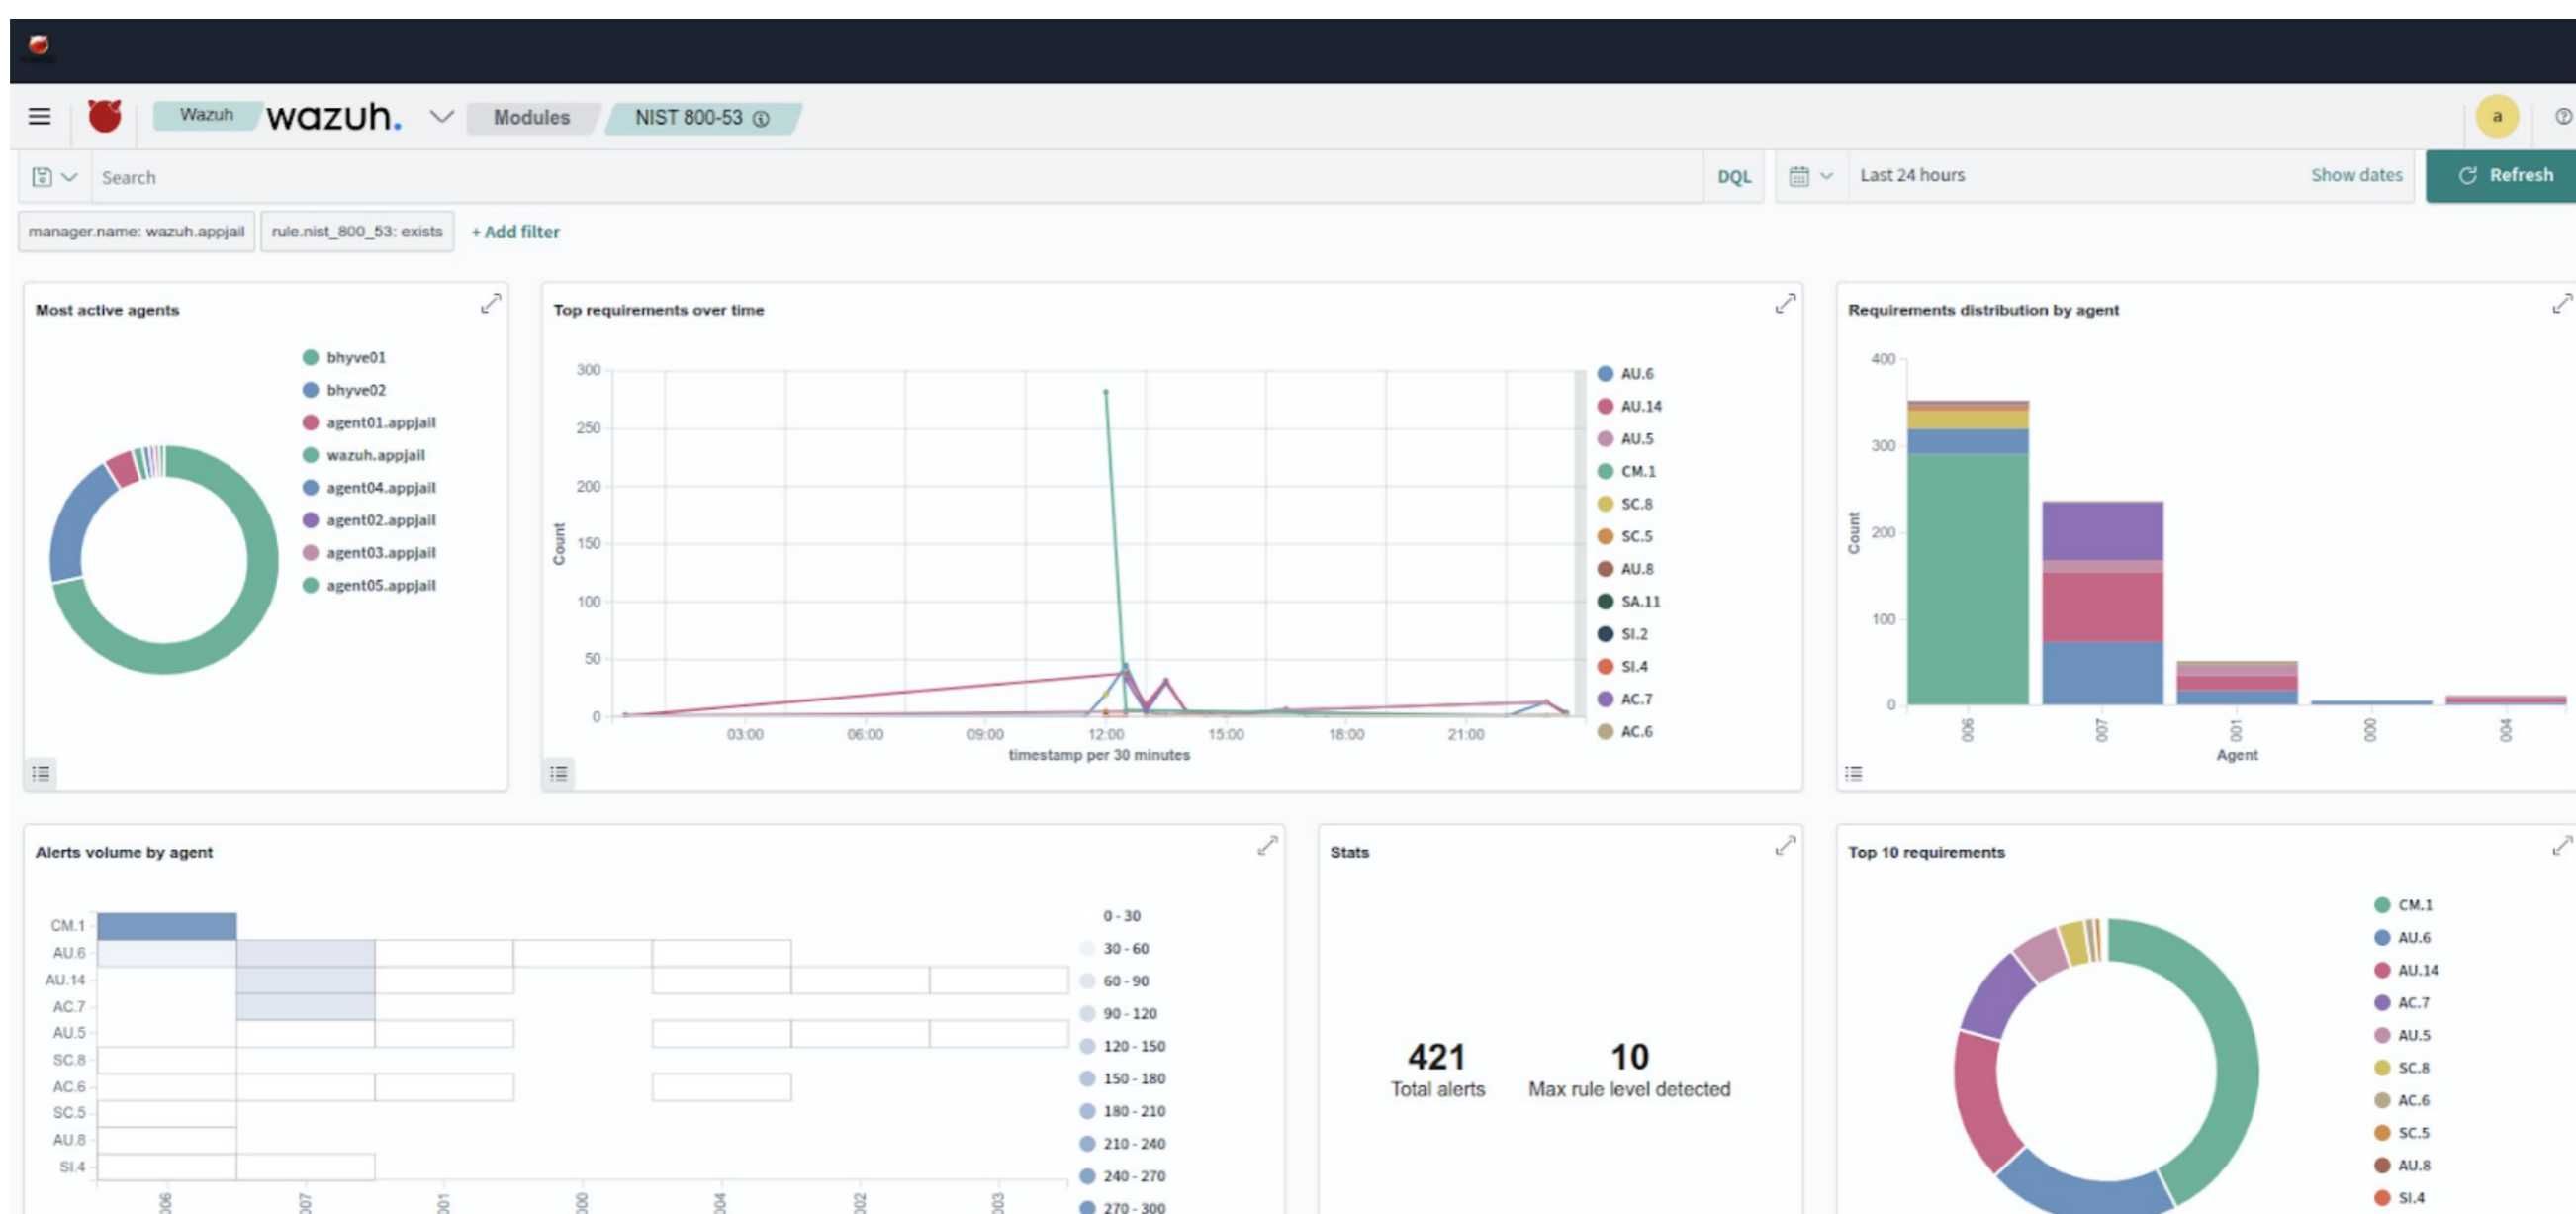 Wazuh wazuh. Modules NIST 800-53
a
Search
DQL
Last 24 hours
Show dates
Refresh
manager.name: wazuh.appjail
rule.nist_800_53: exists
+ Add filter
Most active agents
bhyve01
bhyve02
agent01.appjail
wazuh.appjail
agent04.appjail
agent02.appjail
agent03.appjail
agent05.appjail
Top requirements over time
300
250
200
150
100
50
0
Count
03:00 06:00 09:00 12:00 15:00 18:00 21:00
timestamp per 30 minutes
AU.6
AU.14
AU.5
CM.1
SC.8
SC.5
AU.8
SA.11
SI.2
SI.4
AC.7
AC.6
Requirements distribution by agent
400
300
200
100
0
Count
006 007 001 000 004
Agent
Alerts volume by agent
CM.1
AU.6
AU.14
AC.7
AU.5
SC.8
AC.6
SC.5
AU.8
SI.4
006 007 001 000 004 002 003
0 - 30
30 - 60
60 - 90
90 - 120
120 - 150
150 - 180
180 - 210
210 - 240
240 - 270
270 - 300
Stats
421 10
Total alerts Max rule level detected
Top 10 requirements
CM.1
AU.6
AU.14
AC.7
AU.5
SC.8
AC.6
SC.5
AU.8
SI.4